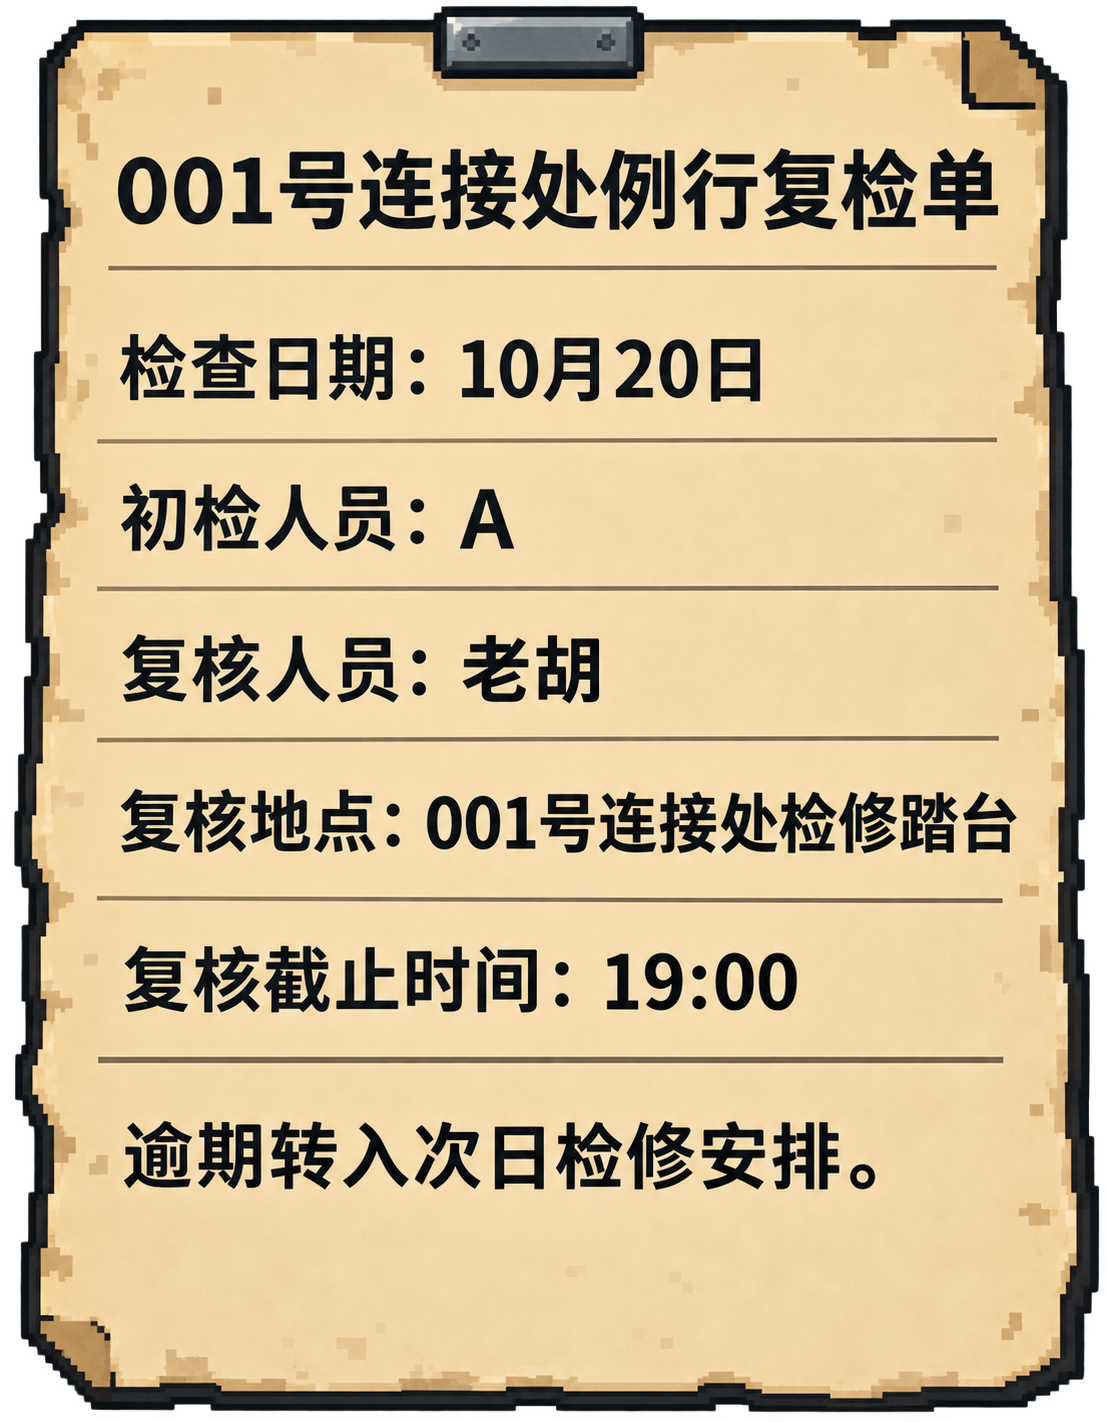 001号连接处例行复检单
检查日期：10月20日
初检人员：A
复核人员：老胡
复核地点：001号连接处检修踏台
复核截止时间：19:00
逾期转入次日检修安排。